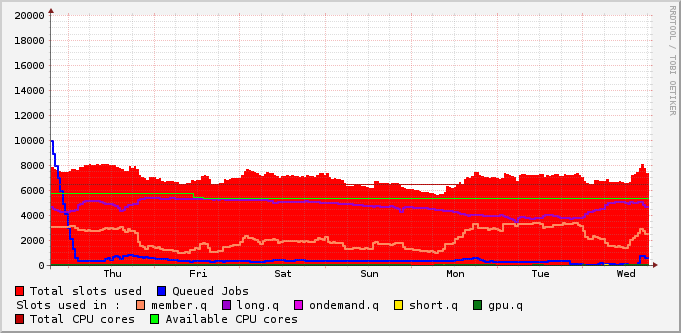 RRDTOOL / TOBI OETIKER
20000
18000
16000
14000
12000
10000
8000
6000
4000
2000
0
Thu Fri Sat Sun Mon Tue Wed
Total slots used Queued Jobs
Slots used in : member.q long.q ondemand.q short.q gpu.q
Total CPU cores Available CPU cores